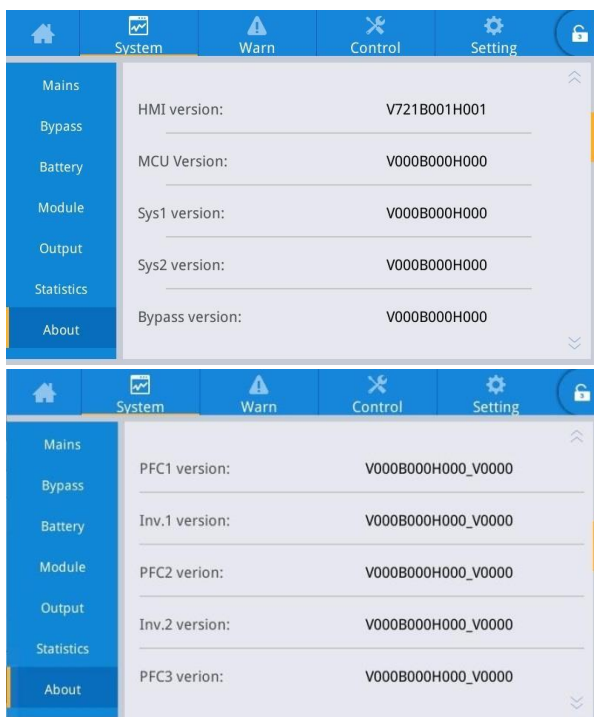 System Warn Control Setting 3
Mains
Bypass
Battery
Module
Output
Statistics
About
HMI version: V721B001H001
MCU Version: V000B000H000
Sys1 version: V000B000H000
Sys2 version: V000B000H000
Bypass version: V000B000H000
System Warn Control Setting 3
Mains
Bypass
Battery
Module
Output
Statistics
About
PFC1 version: V000B000H000_V0000
Inv.1 version: V000B000H000_V0000
PFC2 verion: V000B000H000_V0000
Inv.2 version: V000B000H000_V0000
PFC3 verion: V000B000H000_V0000